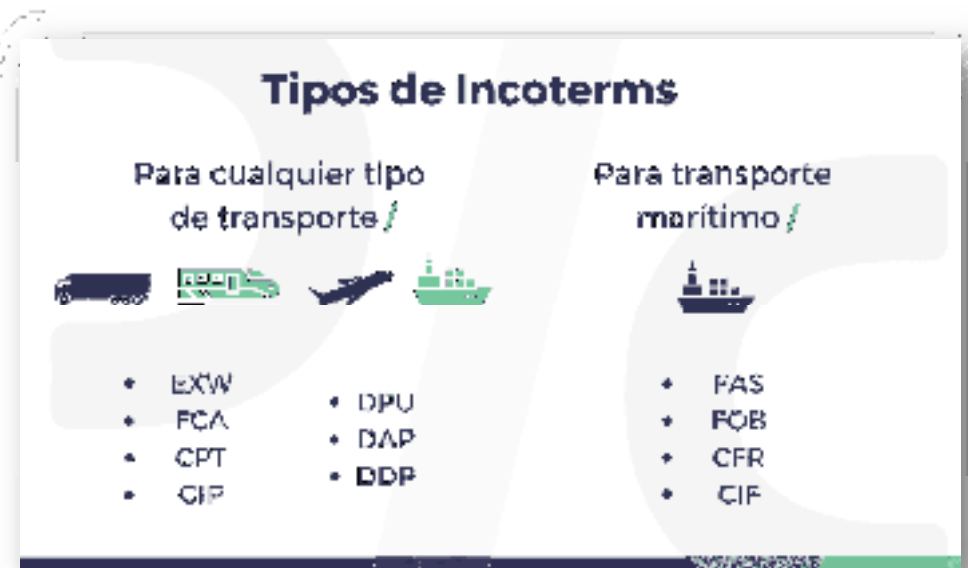 Tipos de Incoterms
Para cualquier tipo
de transporte /
• EXW
• FCA
• CPT
• CIP
• DPU
• DAP
• DDP
Para transporte
marítimo /
• FAS
• FOB
• CFR
• CIF